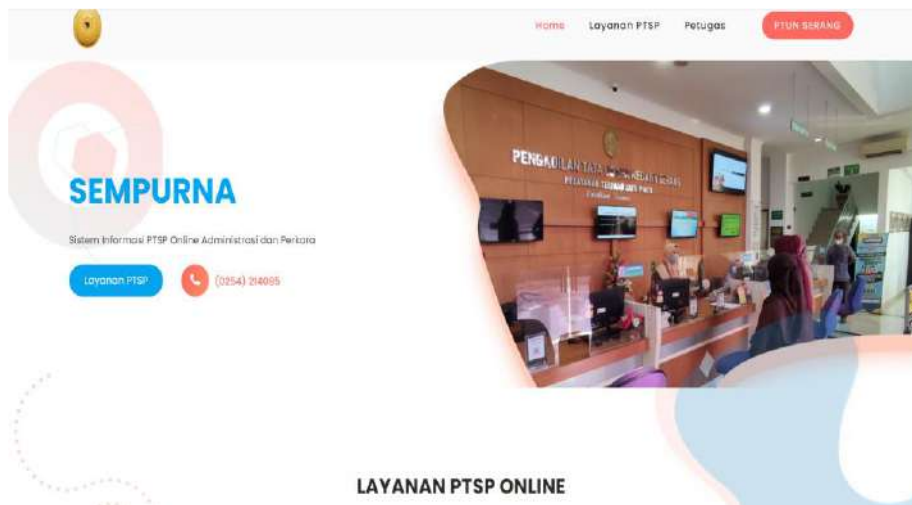 Home Layanan PTSP Petugas PTUN SERANG
SEMPURNA
Sistem Informasi PTSP Online Administrasi dan Perkara
Layanan PTSP (0254) 214065
PENGADILAN TATA
LAYANAN PTSP ONLINE